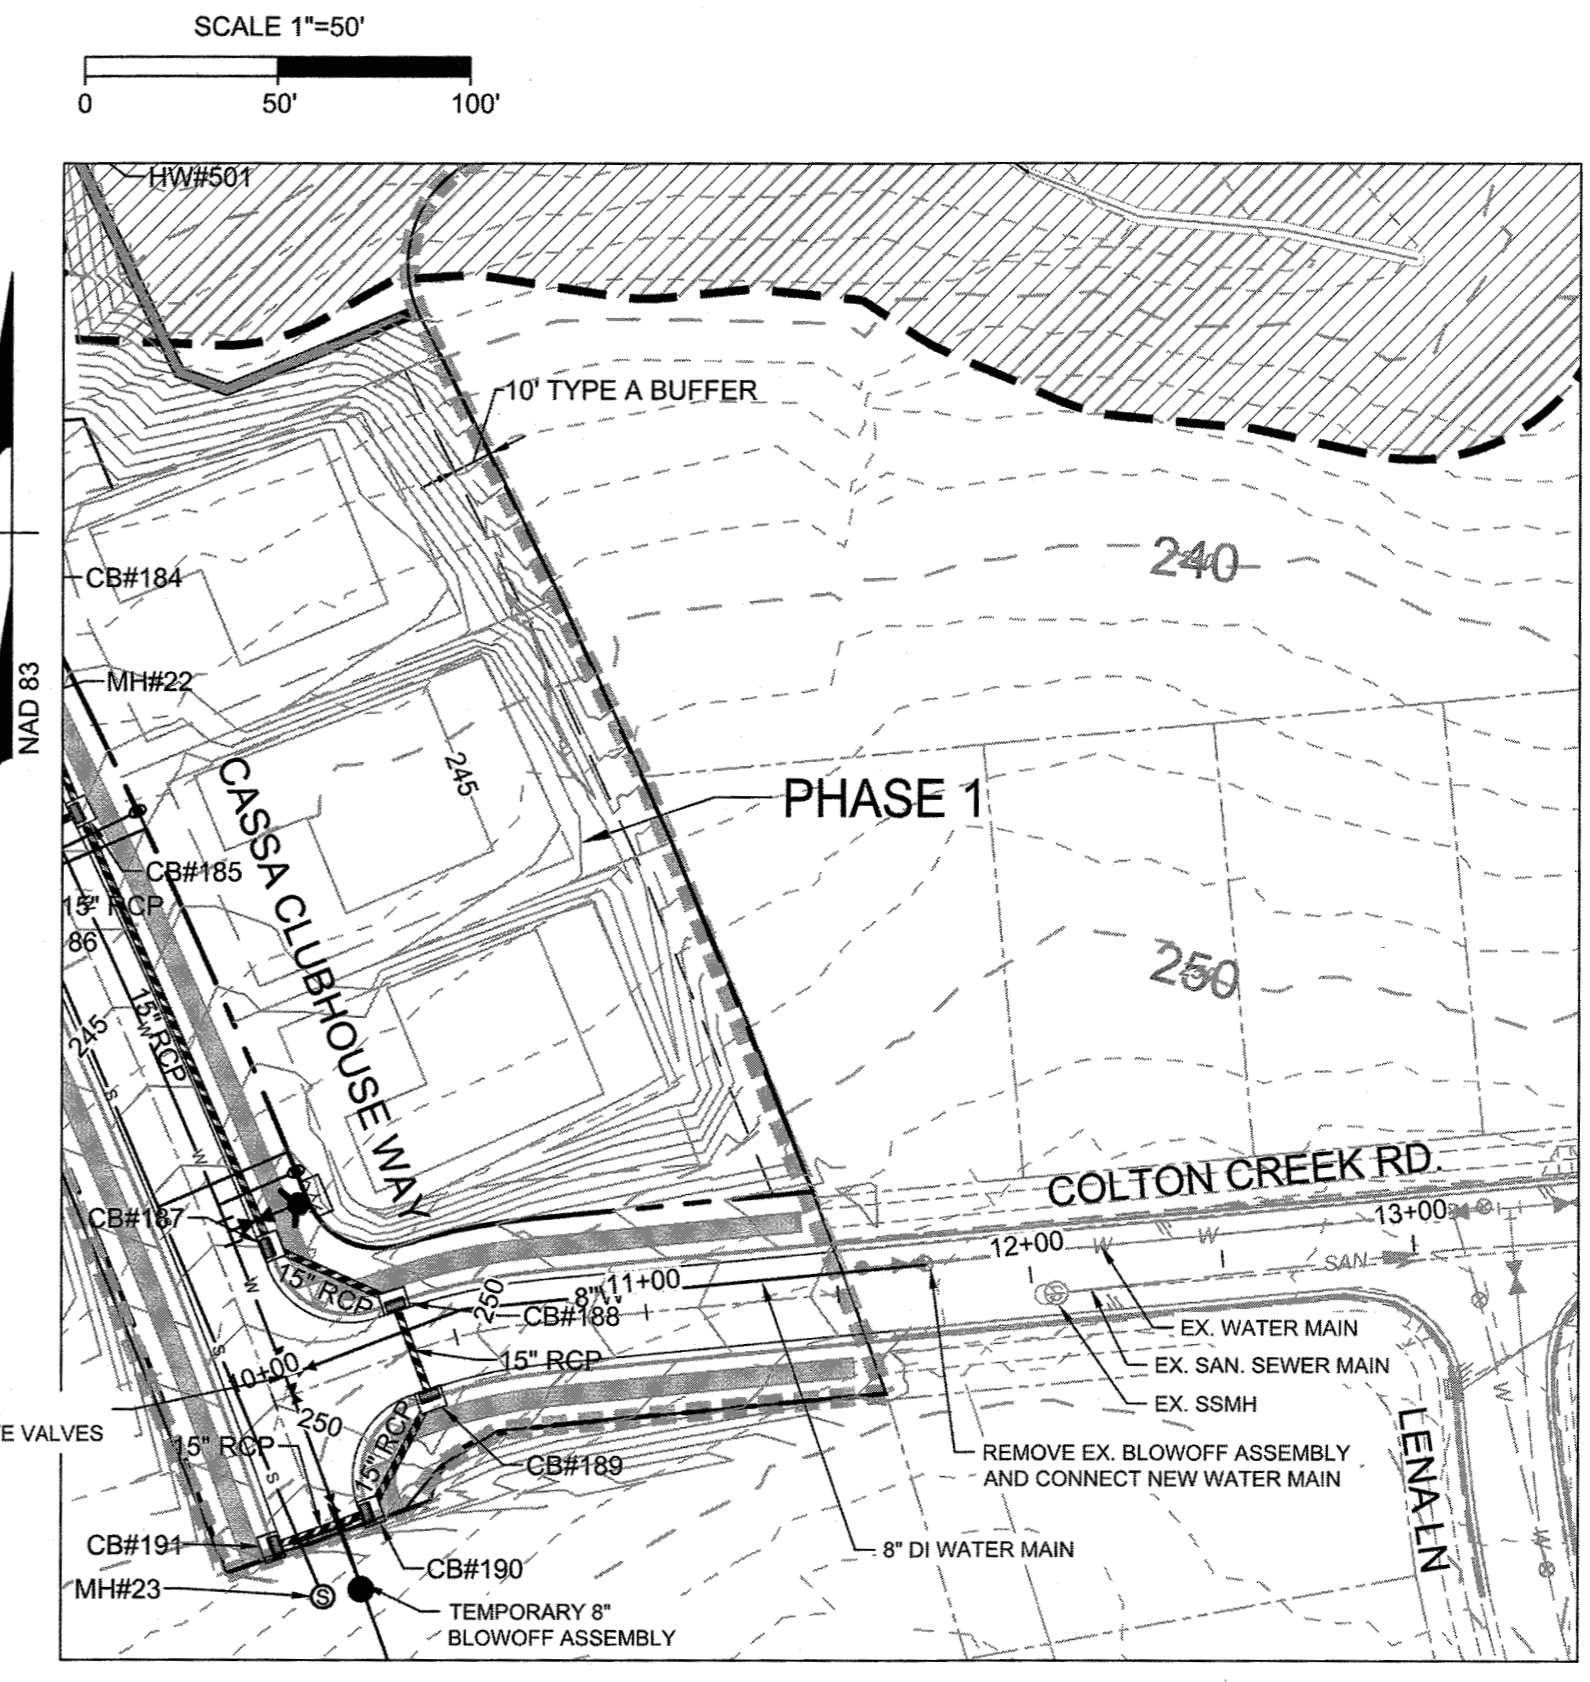 SCALE 1"=50'
0 50' 100'
HW#501
10' TYPE A BUFFER
240
CB#184
NAD 83
MH#22
245
PHASE 1
CASSA CLUBHOUSE WAY
CB#185
15" RCP
86
250
15" RCP
245
W
S
W
COLTON CREEK RD.
13+00
CB#187
12+00
W
W
SAN
15" RCP
W
250
8"W
11+00
CB#188
EX. WATER MAIN
S
15" RCP
EX. SAN. SEWER MAIN
10+00
W
EX. SSMH
E VALVES
250
15" RCP
15" RCP
LENA LN
REMOVE EX. BLOWOFF ASSEMBLY
AND CONNECT NEW WATER MAIN
CB#189
S
W
CB#191
8" DI WATER MAIN
CB#190
MH#23
S
TEMPORARY 8"
BLOWOFF ASSEMBLY